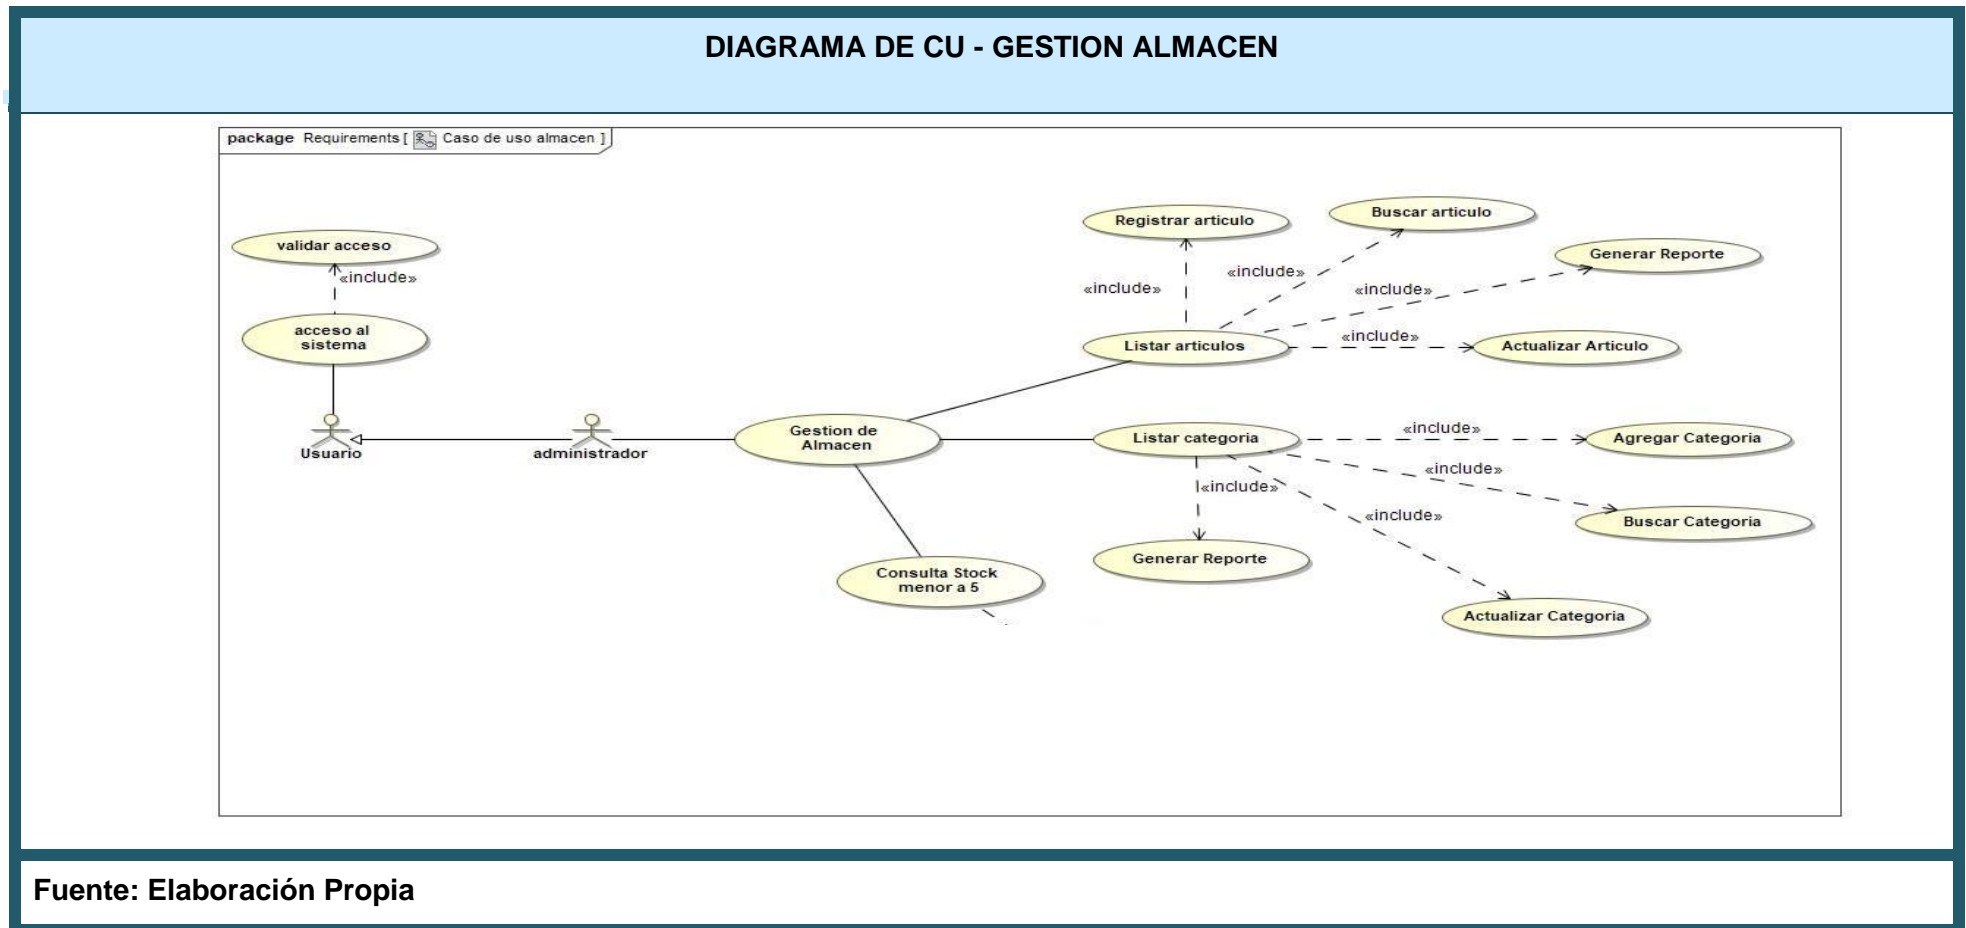 DIAGRAMA DE CU - GESTION ALMACEN
package Requirements [ Caso de uso almacen ]
validar acceso
«include»
acceso al
sistema
Usuario
administrador
Gestion de
Almacen
Registrar articulo
Buscar articulo
Generar Reporte
«include»
«include»
«include»
«include»
Listar articulos
Actualizar Articulo
Listar categoria
«include»
Agregar Categoria
«include»
«include»
«include»
Buscar Categoria
Generar Reporte
Actualizar Categoria
Consulta Stock
menor a 5
Fuente: Elaboración Propia